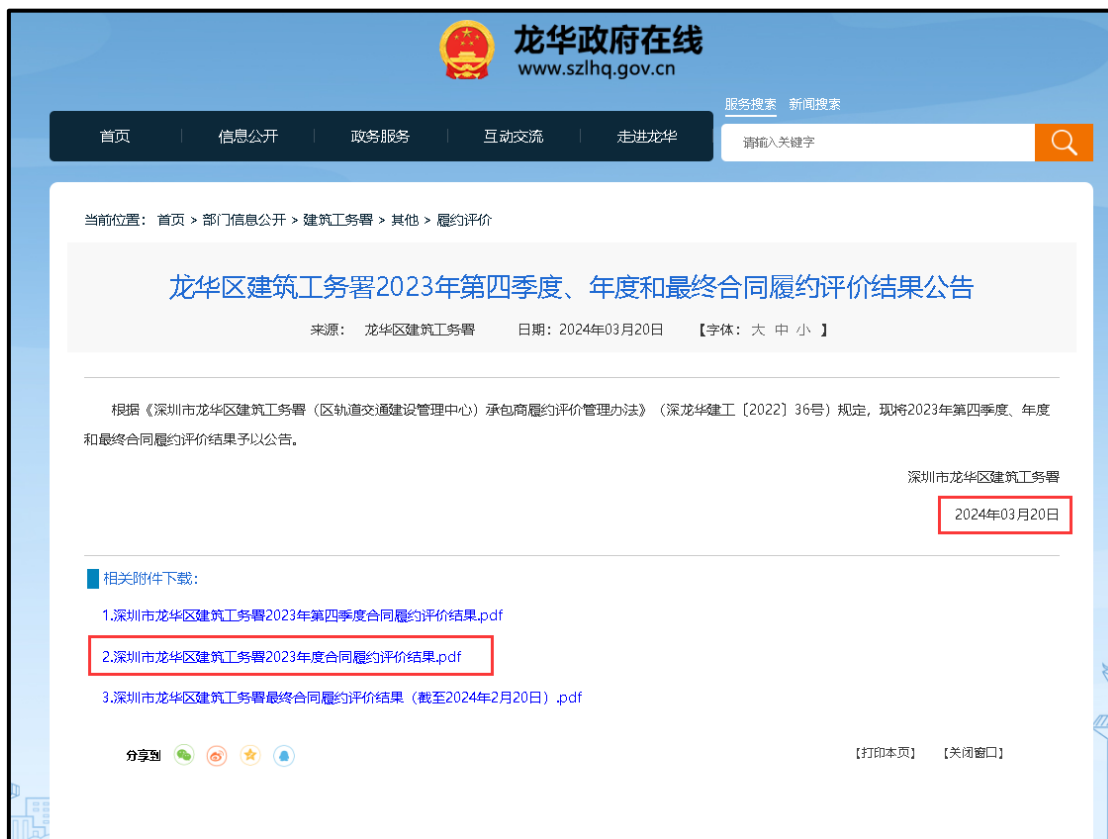 龙华政府在线
www.szlhq.gov.cn
服务搜索 新闻搜索
首页 信息公开 政务服务 互动交流 走进龙华
请输入关键字
当前位置： 首页 > 部门信息公开 > 建筑工务署 > 其他 > 履约评价
龙华区建筑工务署2023年第四季度、年度和最终合同履约评价结果公告
来源： 龙华区建筑工务署 日期：2024年03月20日 【字体：大 中 小 】
根据《深圳市龙华区建筑工务署（区轨道交通建设管理中心）承包商履约评价管理办法》（深龙华建工〔2022〕36号）规定，现将2023年第四季度、年度
和最终合同履约评价结果予以公告。
深圳市龙华区建筑工务署
2024年03月20日
相关附件下载：
1.深圳市龙华区建筑工务署2023年第四季度合同履约评价结果.pdf
2.深圳市龙华区建筑工务署2023年度合同履约评价结果.pdf
3.深圳市龙华区建筑工务署最终合同履约评价结果（截至2024年2月20日）.pdf
分享到
【打印本页】 【关闭窗口】